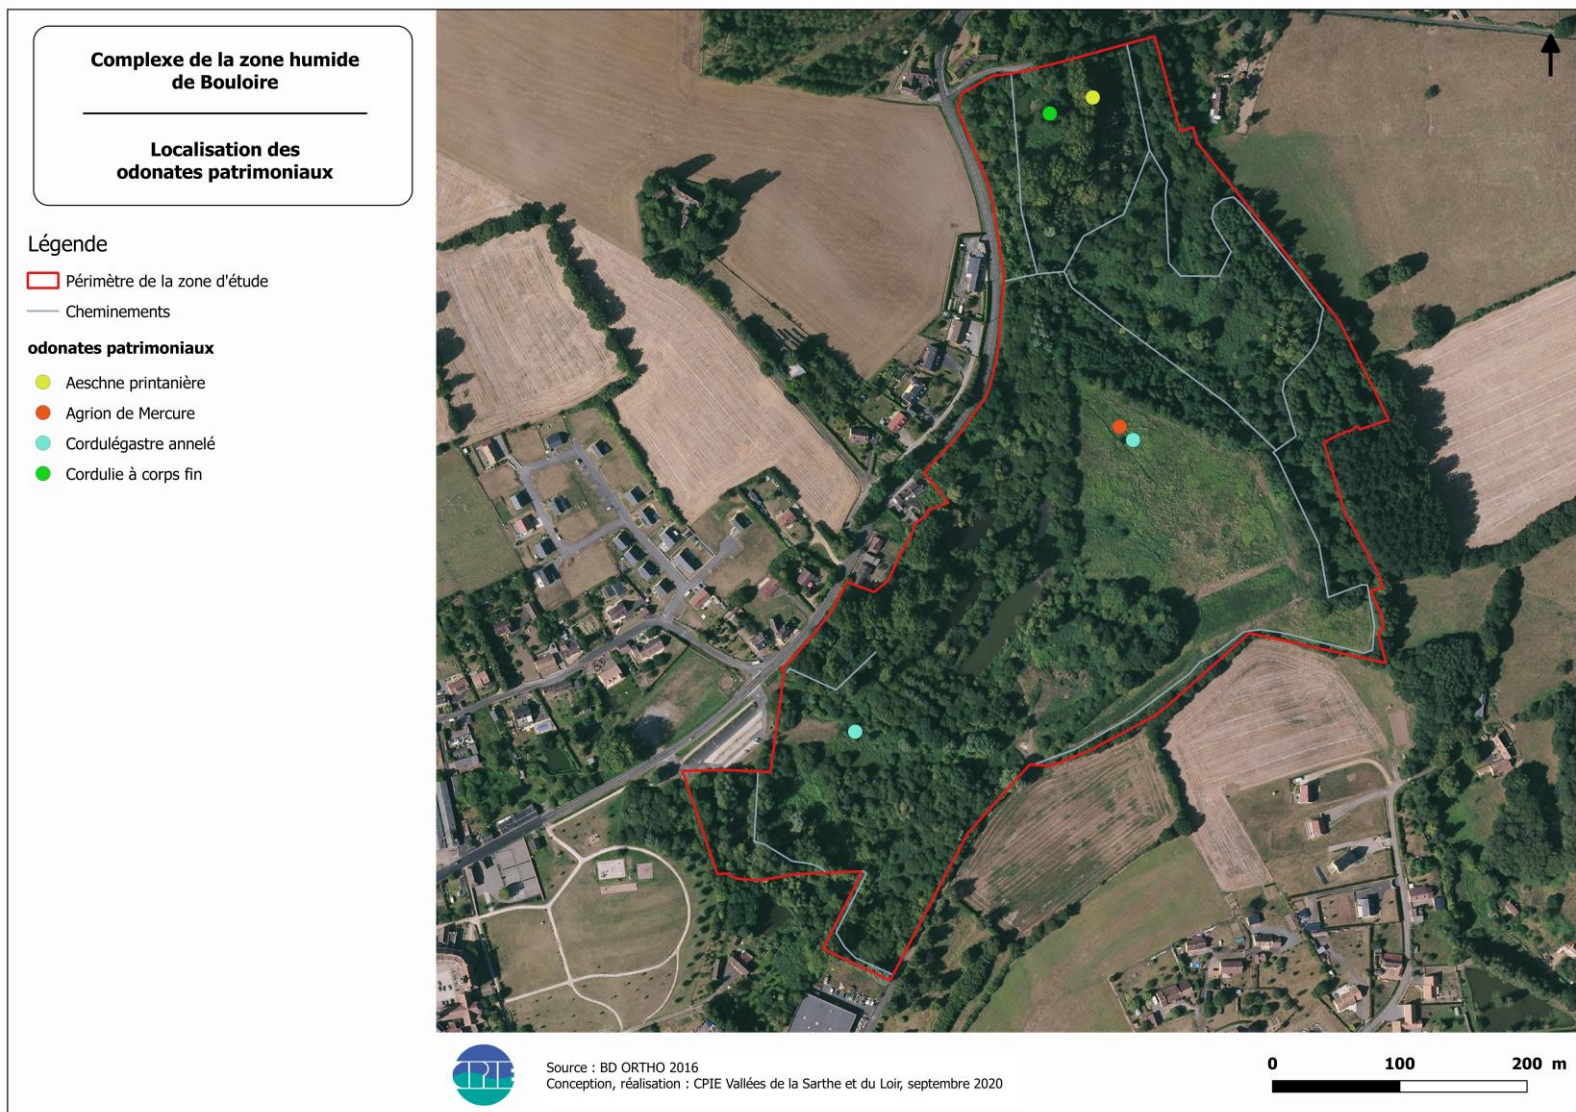 Complexe de la zone humide
de Bouloire
Localisation des
odonates patrimoniaux
Légende
Périmètre de la zone d'étude
Cheminements
odonates patrimoniaux
Aeschne printanière
Agrion de Mercure
Cordulégastre annelé
Cordulie à corps fin
CPIE
Source : BD ORTHO 2016
Conception, réalisation : CPIE Vallées de la Sarthe et du Loir, septembre 2020
0 100 200 m